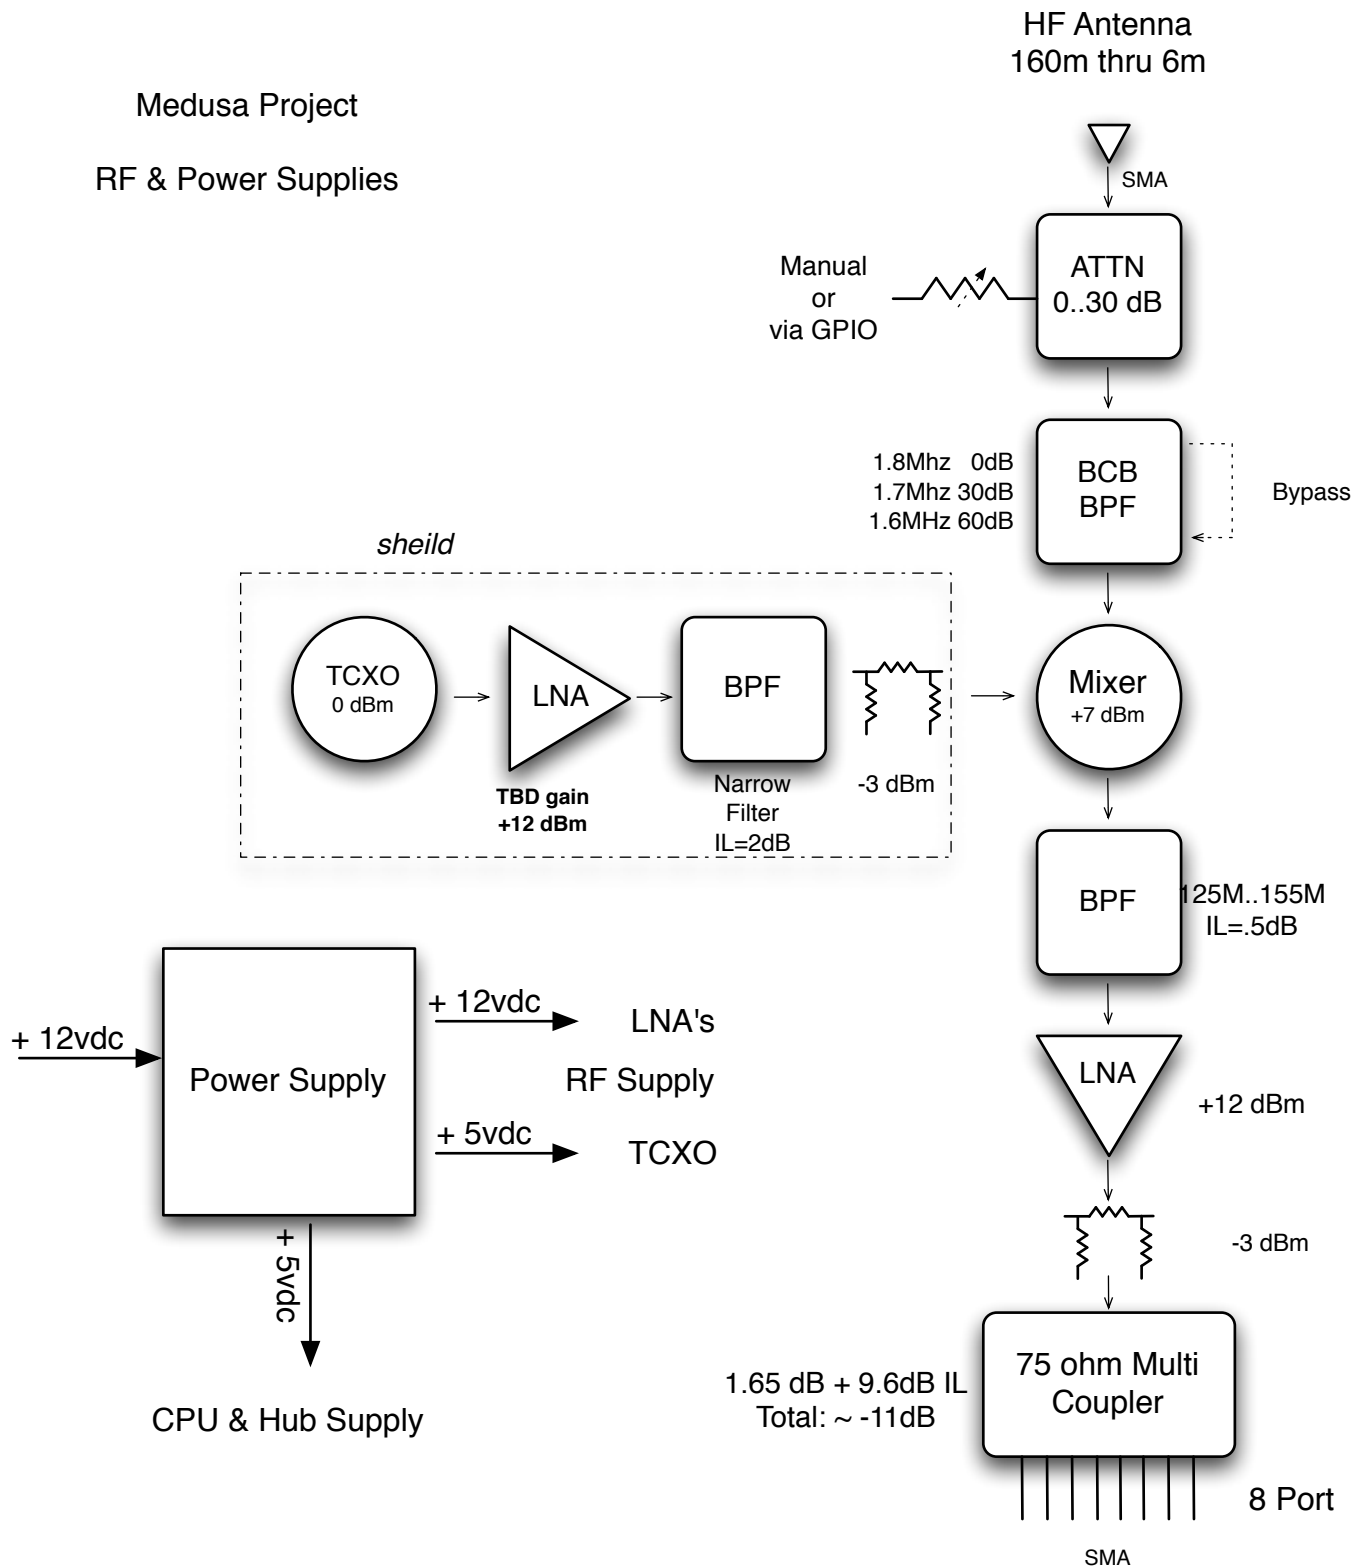 HF Antenna
160m thru 6m
Medusa Project
RF & Power Supplies
SMA
Manual
or
via GPIO
ATTN
0..30 dB
1.8Mhz 0dB
1.7Mhz 30dB
1.6MHz 60dB
BCB
BPF
Bypass
sheild
TCXO
0 dBm
LNA
TBD gain
+12 dBm
BPF
Narrow
Filter
IL=2dB
-3 dBm
Mixer
+7 dBm
BPF
125M..155M
IL=.5dB
+ 12vdc
Power Supply
+ 12vdc
LNA's
RF Supply
+ 5vdc
TCXO
+ 5vdc
CPU & Hub Supply
LNA
+12 dBm
-3 dBm
1.65 dB + 9.6dB IL
Total: ~ -11dB
75 ohm Multi
Coupler
8 Port
SMA